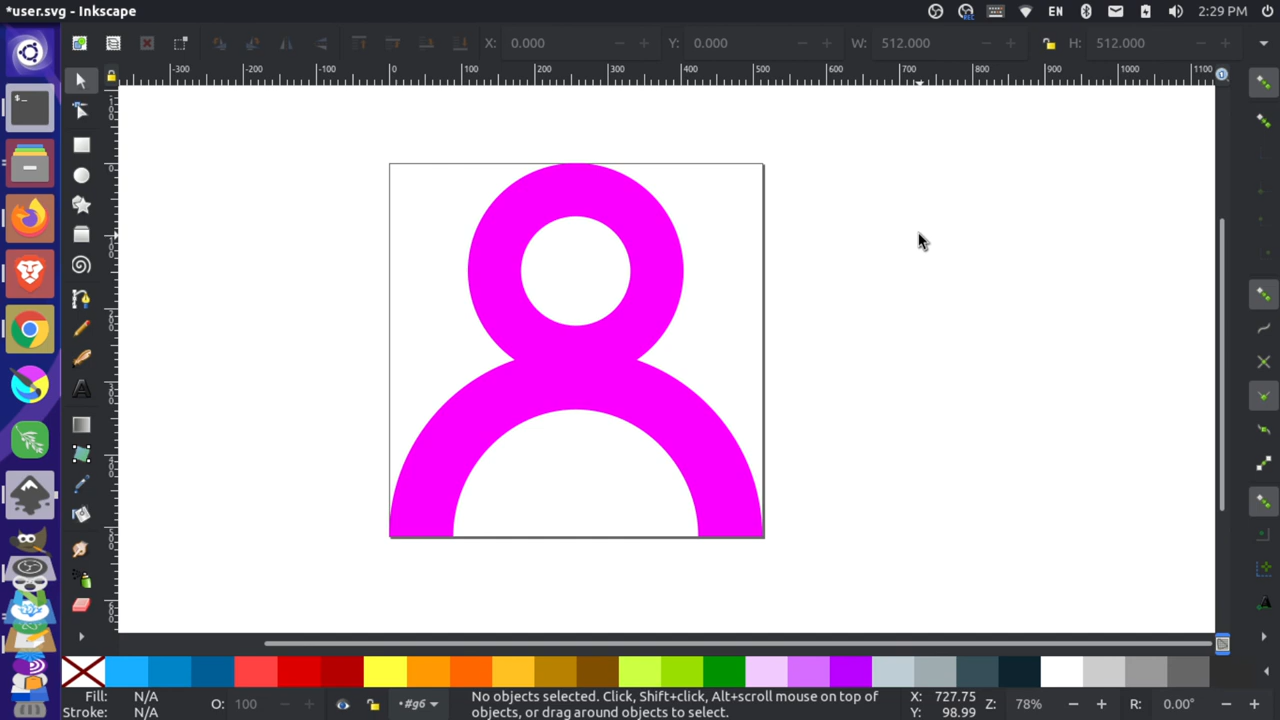 *user.svg - Inkscape
REC
EN
2:29 PM
X: 0.000 − + Y: 0.000 − + W: 512.000 − + H: 512.000 − +
-300 -200 -100 0 100 200 300 400 500 600 700 800 900 1000 1100
Fill: N/A
Stroke: N/A
O: 100 − +
•#g6
No objects selected. Click, Shift+click, Alt+scroll mouse on top of
objects, or drag around objects to select.
X: 727.75
Y: 98.99
Z: 78% − +
R: 0.00° − +